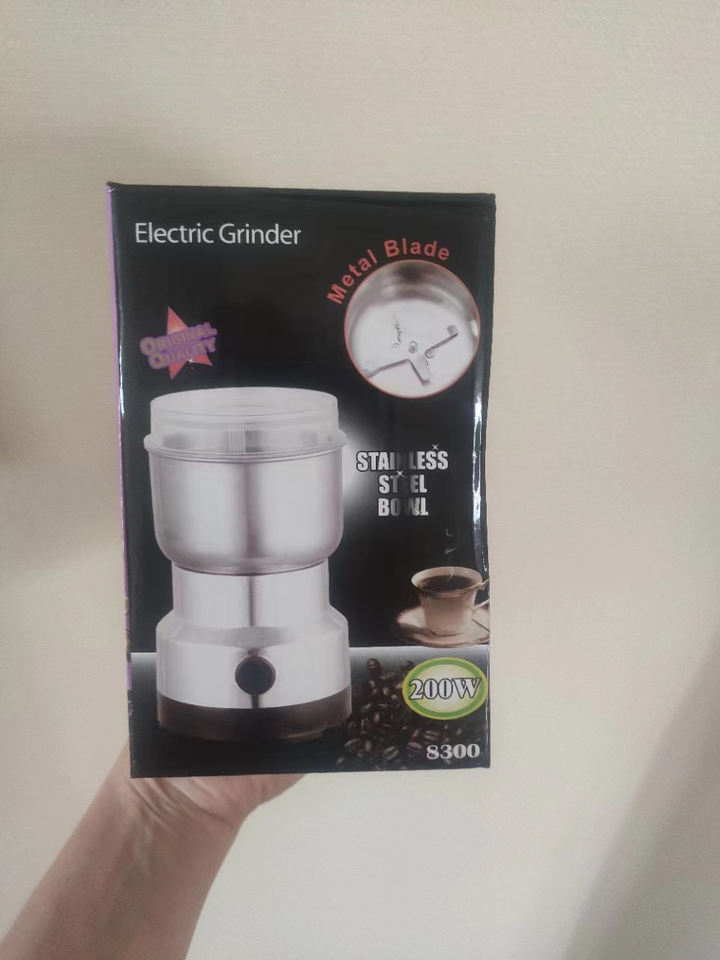 Electric Grinder
Metal Blade
ORIGINAL
QUALITY
STAINLESS
STEEL
BOWL
200W
8300